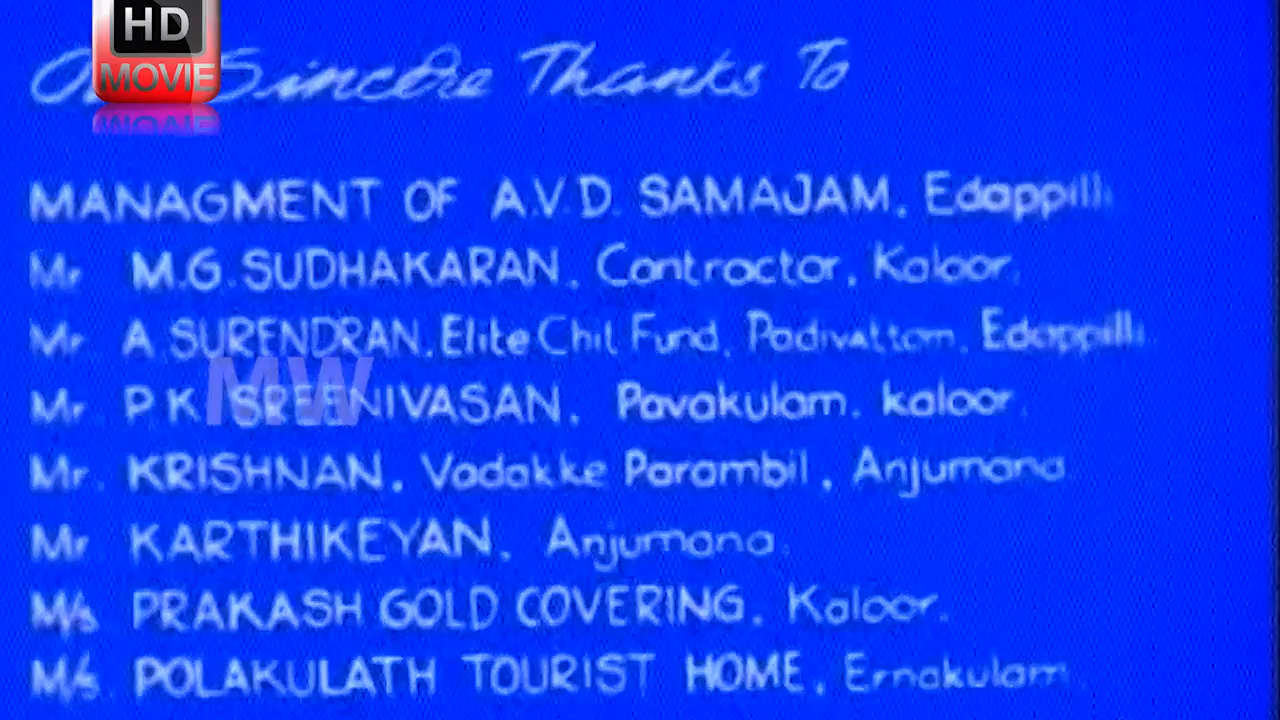 HD
MOVIE
Sincere Thanks To
MANAGMENT OF A.V.D. SAMAJAM, Edappilli.
Mr M.G. SUDHAKARAN, Contractor, Kaloor.
Mr A. SURENDRAN, Elite Chil Fund, Padivattom, Edappilli.
MW
Mr P.K. SREENIVASAN, Pavakulam, kaloor.
Mr. KRISHNAN, Vadakke Parambil, Anjumana
Mr KARTHIKEYAN, Anjumana.
M/s PRAKASH GOLD COVERING, Kaloor.
M/s. POLAKULATH TOURIST HOME, Ernakulam.